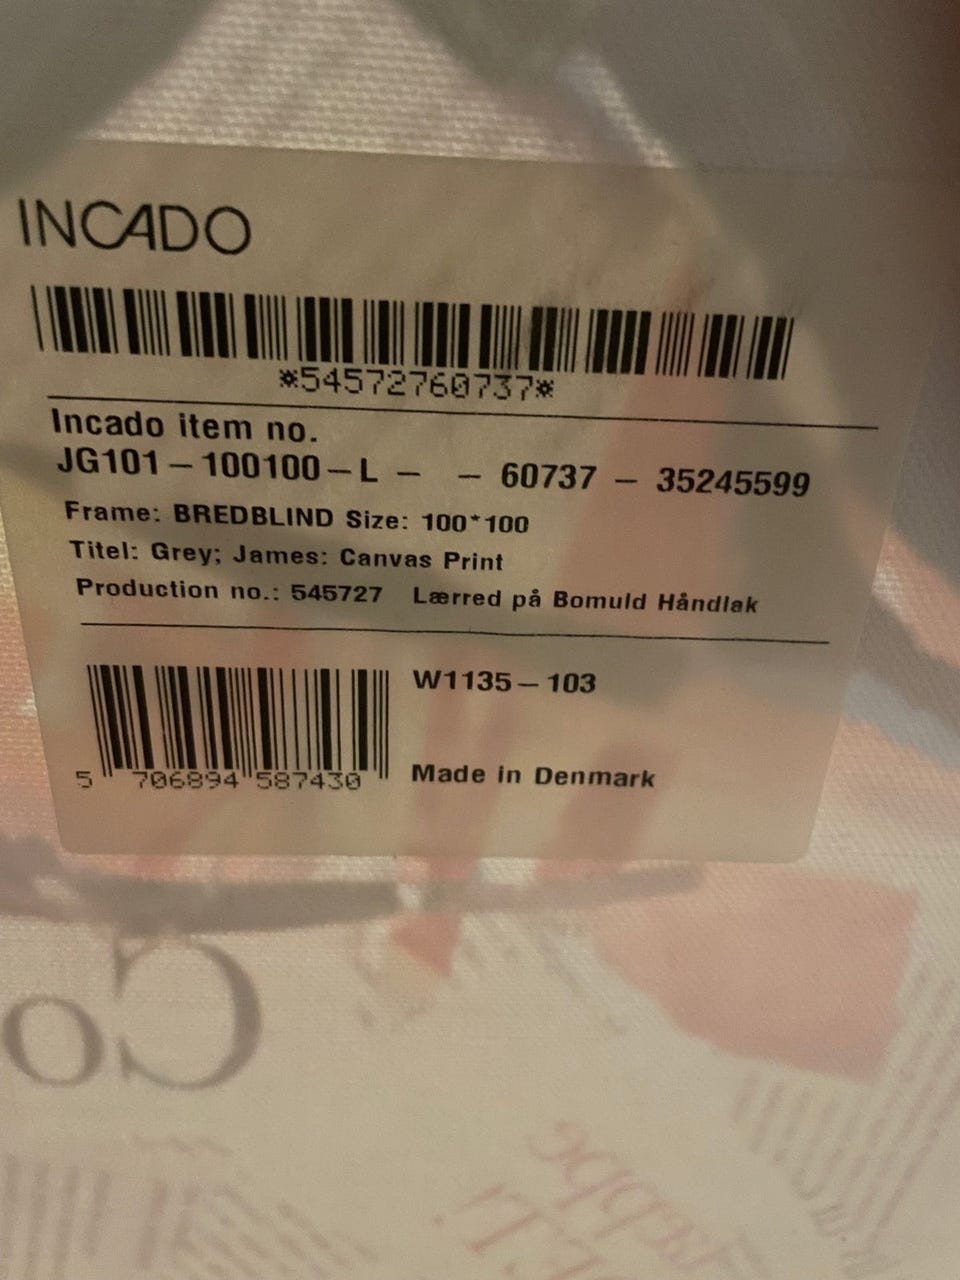 INCADO
*54572760737*
Incado item no.
JG101-100100-L - - 60737 - 35245599
Frame: BREDBLIND Size: 100*100
Titel: Grey; James: Canvas Print
Production no.: 545727 Lærred på Bomuld Håndlak
W1135-103
5 706894 587430 Made in Denmark
Co